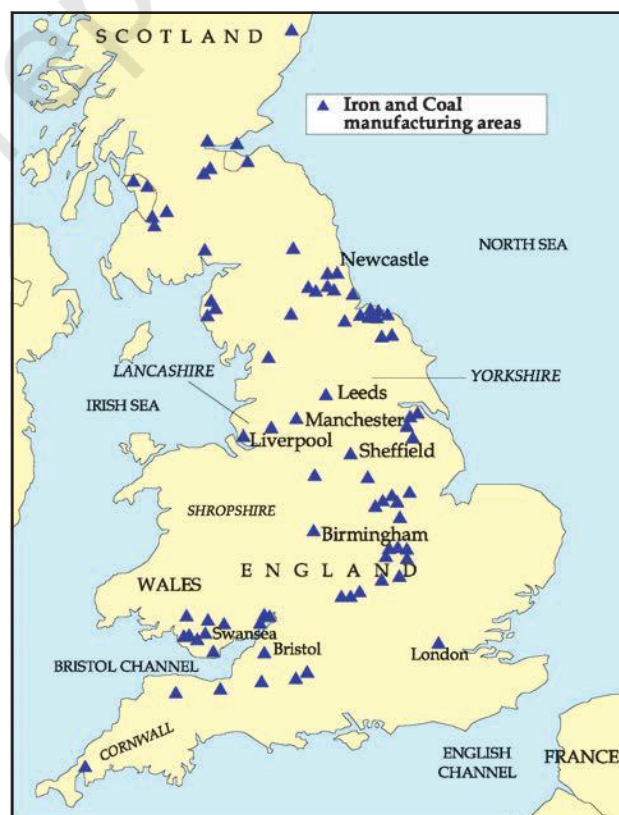 SCOTLAND
Iron and Coal
manufacturing areas
NORTH SEA
Newcastle
LANCASHIRE
YORKSHIRE
IRISH SEA
Leeds
Manchester
Liverpool
Sheffield
SHROPSHIRE
Birmingham
ENGLAND
WALES
Swansea
Bristol
London
BRISTOL CHANNEL
CORNWALL
ENGLISH
CHANNEL
FRANCE